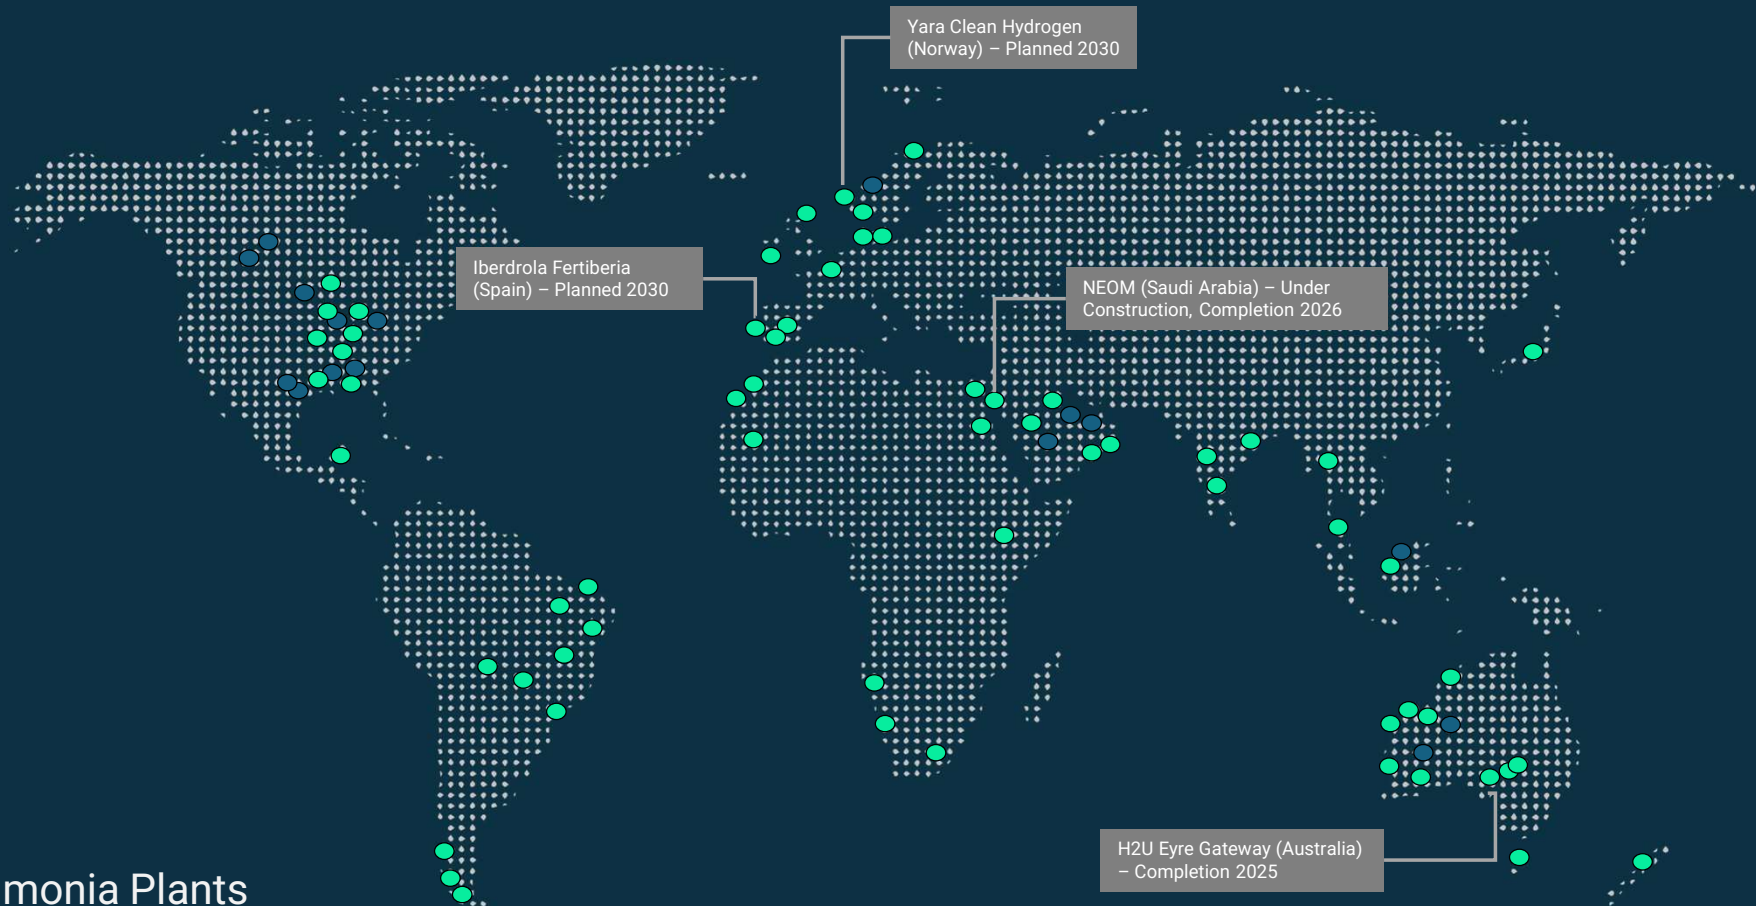 Yara Clean Hydrogen
(Norway) – Planned 2030
Iberdrola Fertiberia
(Spain) – Planned 2030
NEOM (Saudi Arabia) – Under
Construction, Completion 2026
H2U Eyre Gateway (Australia)
– Completion 2025
monia Plants